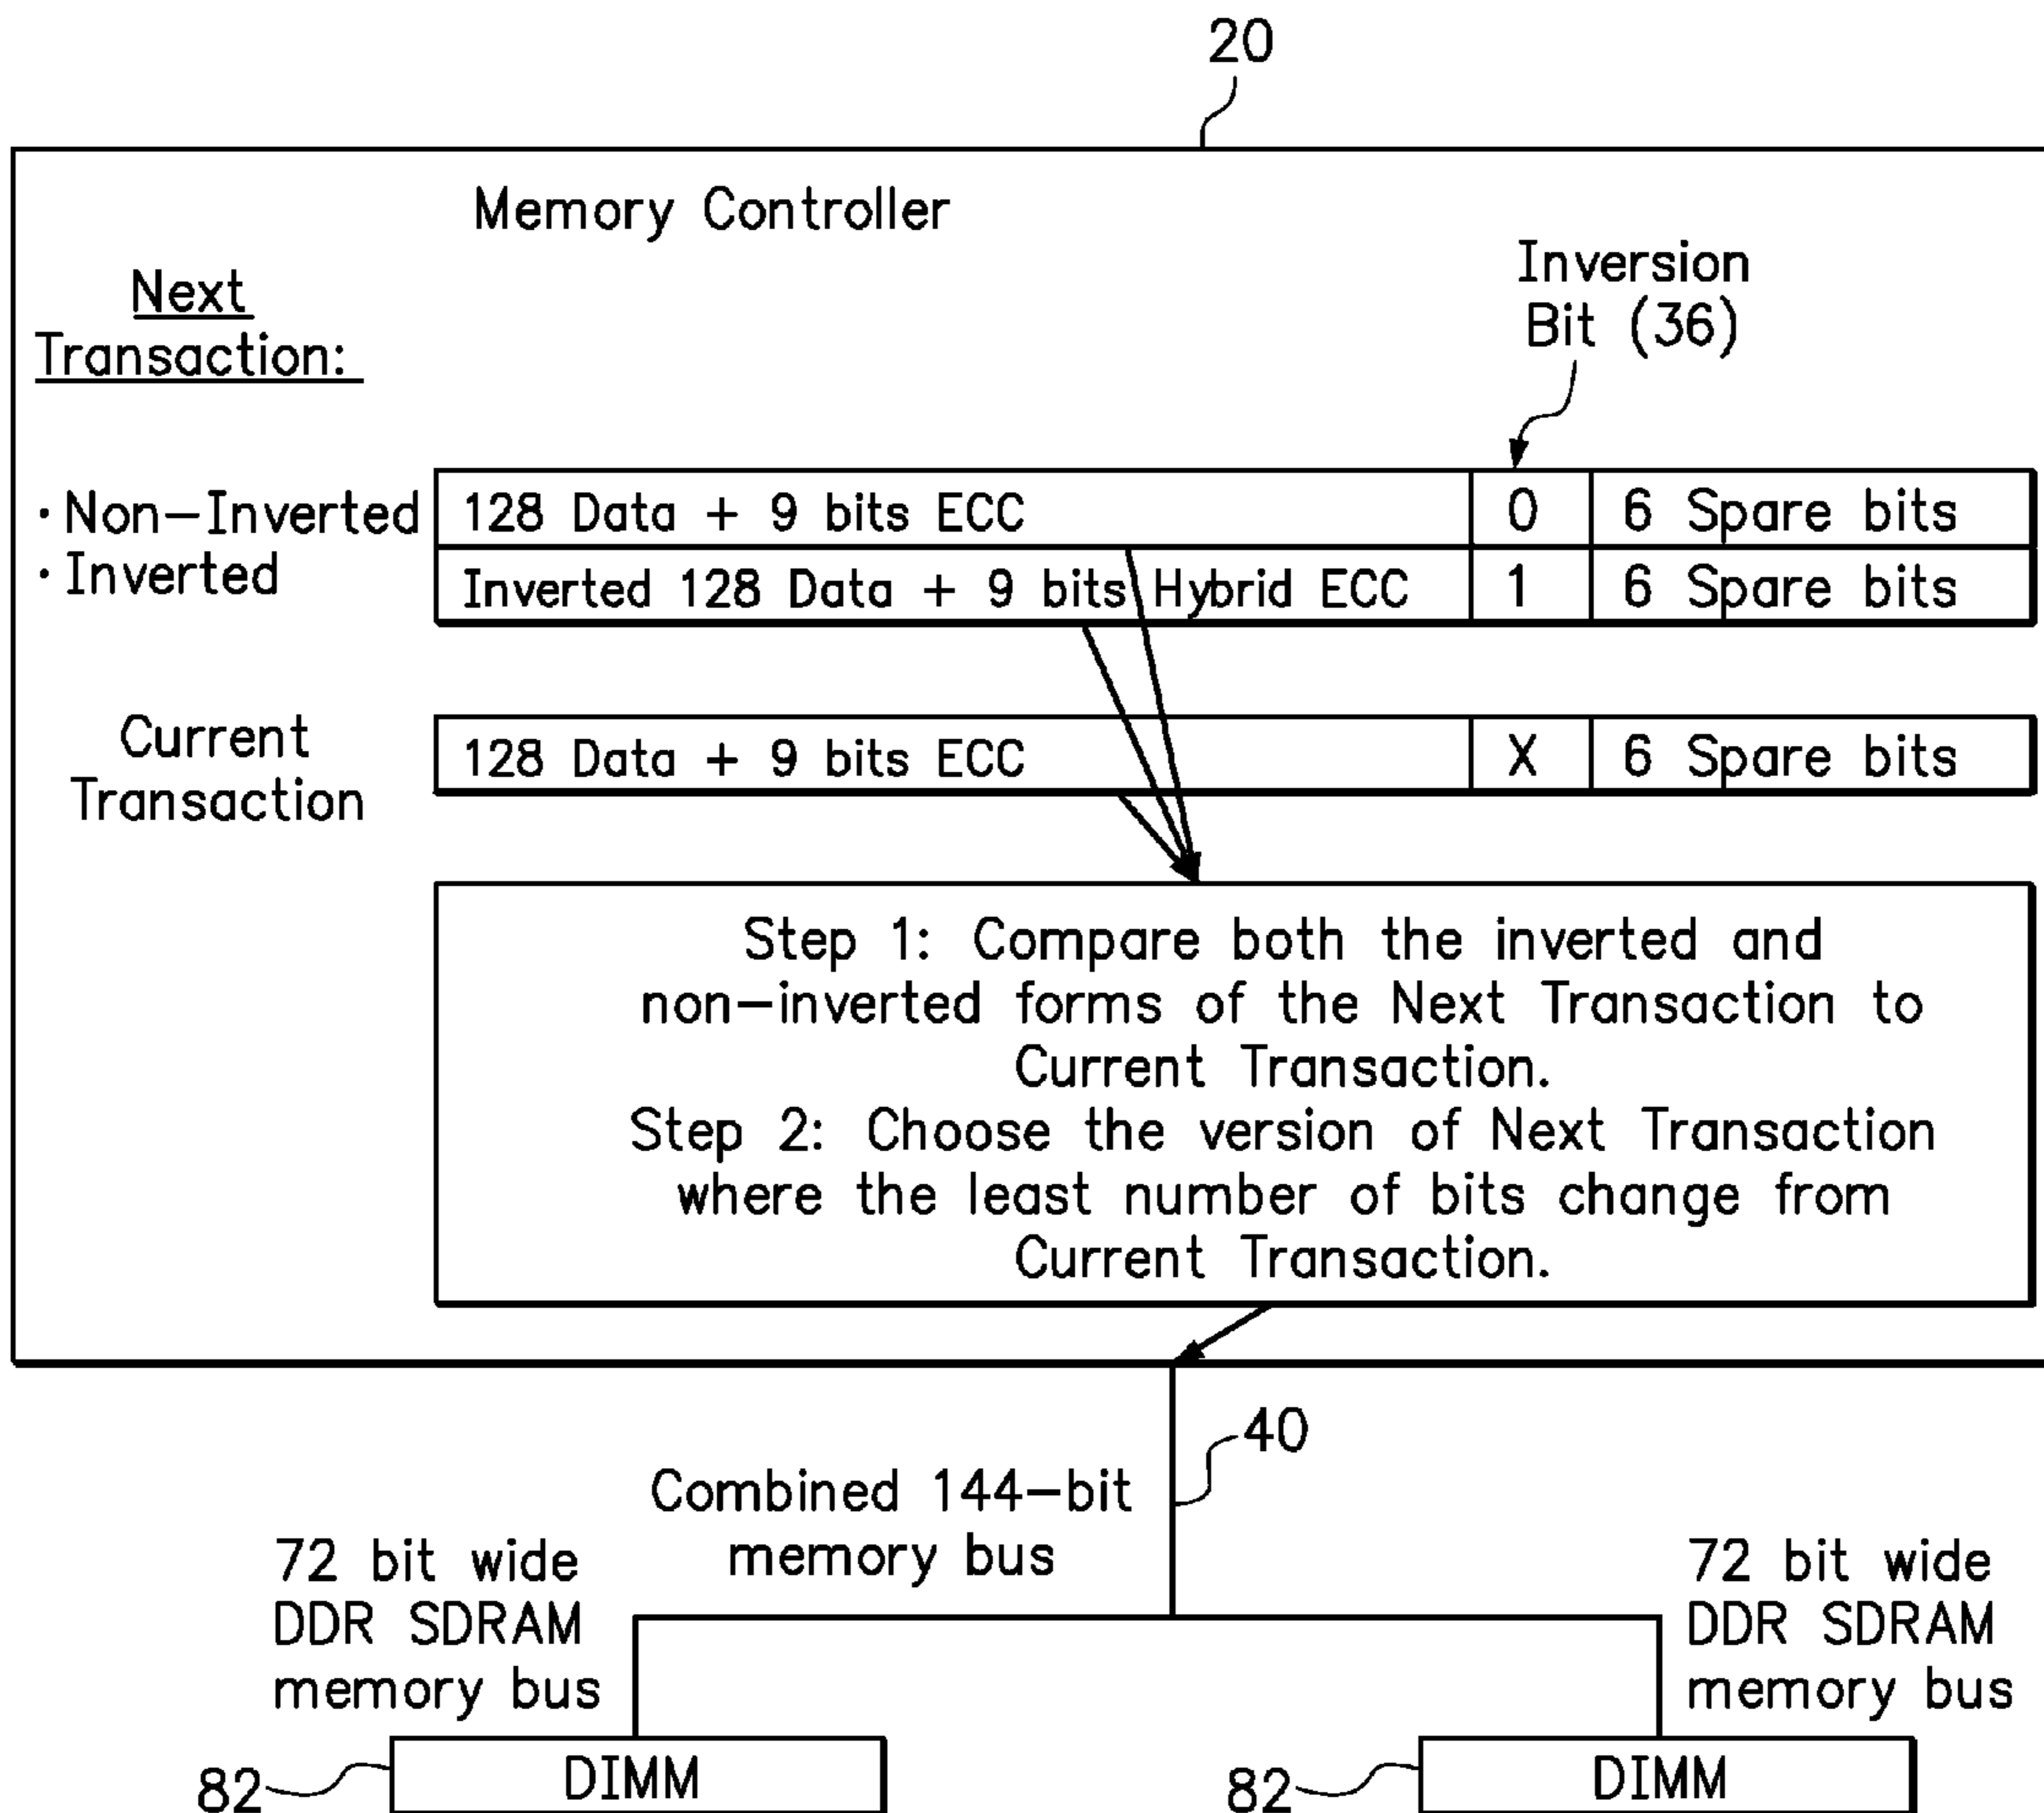 20
Memory Controller
Next
Transaction:
Inversion
Bit (36)
· Non-Inverted
128 Data + 9 bits ECC
0
6 Spare bits
· Inverted
Inverted 128 Data + 9 bits Hybrid ECC
1
6 Spare bits
Current
Transaction
128 Data + 9 bits ECC
X
6 Spare bits
Step 1: Compare both the inverted and
non-inverted forms of the Next Transaction to
Current Transaction.
Step 2: Choose the version of Next Transaction
where the least number of bits change from
Current Transaction.
40
Combined 144-bit
memory bus
72 bit wide
DDR SDRAM
memory bus
72 bit wide
DDR SDRAM
memory bus
82
DIMM
82
DIMM